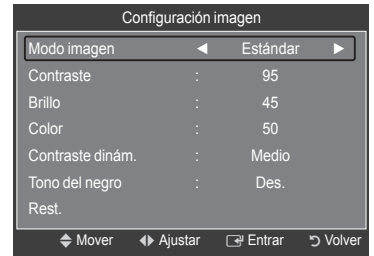 Configuración imagen
Modo imagen ◄ Estándar ►
Contraste : 95
Brillo : 45
Color : 50
Contraste dinám. : Medio
Tono del negro : Des.
Rest.
Mover Ajustar Entrar Volver